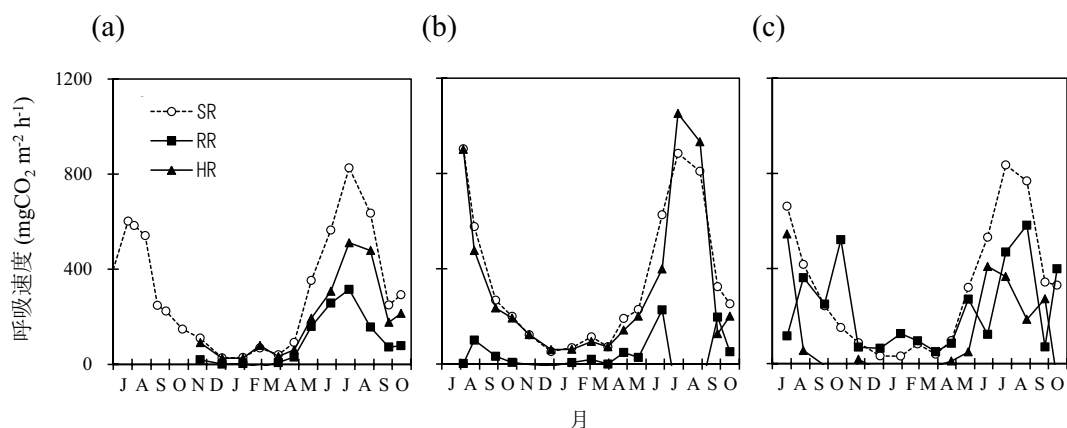 (a) (b) (c)
呼吸速度 (mgCO₂ m⁻² h⁻¹)
1200
800
400
0
SR
RR
HR
J A S O N D J F M A M J J A S O
J A S O N D J F M A M J J A S O
J A S O N D J F M A M J J A S O
月